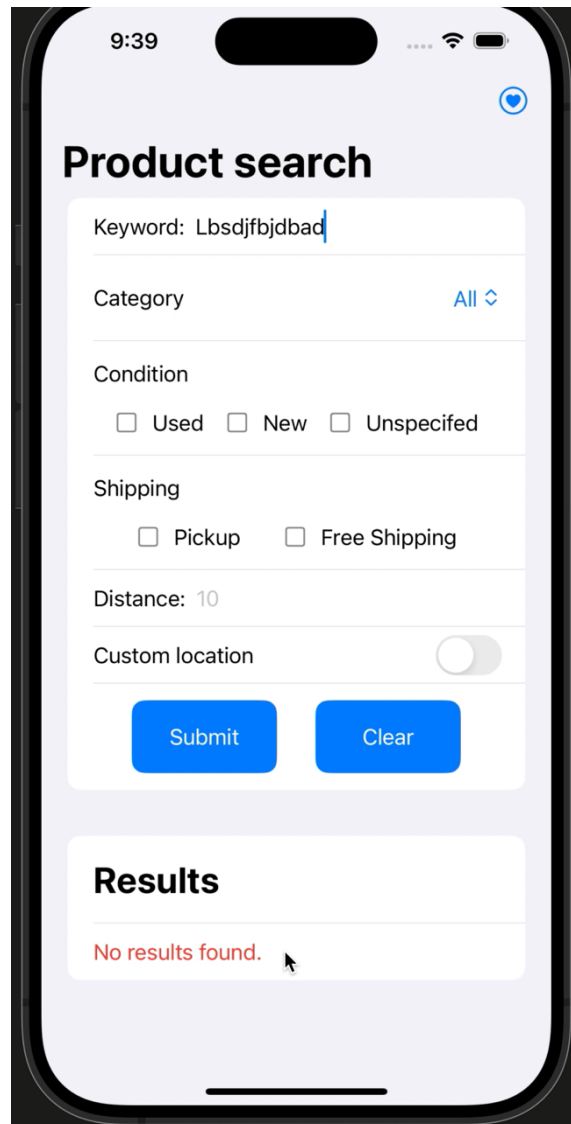 9:39
Product search
Keyword: Lbsdjfbjdbad
Category All
Condition
Used New Unspecifed
Shipping
Pickup Free Shipping
Distance: 10
Custom location
Submit Clear
Results
No results found.